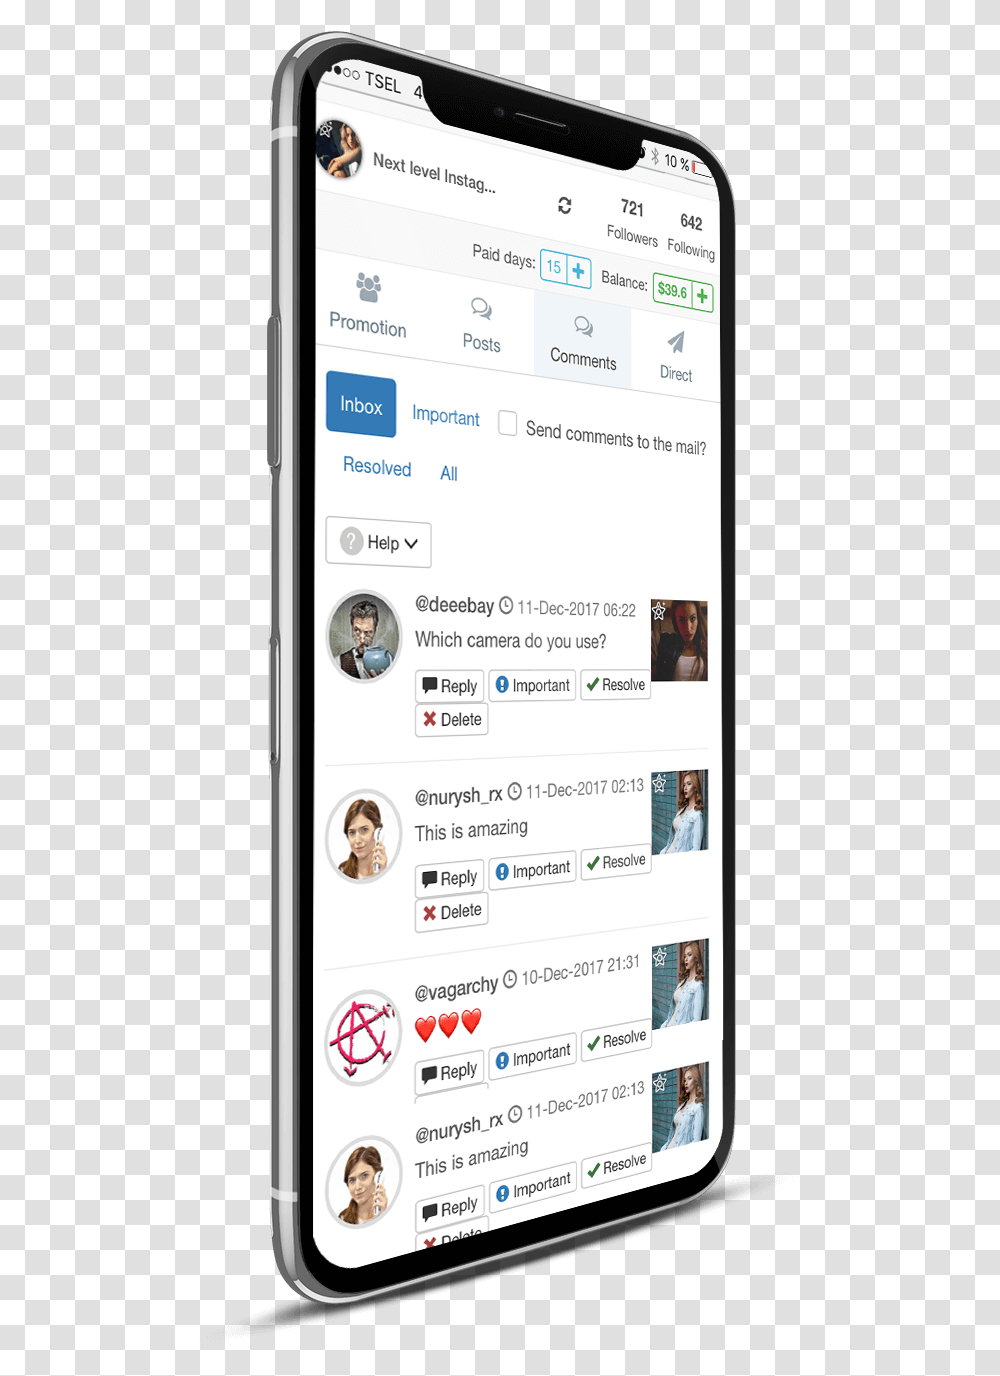 TSEL 4
10 %
Next level Instag...
721
642
Followers
Following
Paid days: 15
Balance: $39.6
Promotion
Posts
Comments
Direct
Inbox
Important
Send comments to the mail?
Resolved
All
? Help
@deeebay 11-Dec-2017 06:22
Which camera do you use?
Reply
Important
Resolve
Delete
@nurysh_rx 11-Dec-2017 02:13
This is amazing
Reply
Important
Resolve
Delete
@vagarchy 10-Dec-2017 21:31
Reply
Important
Resolve
@nurysh_rx 11-Dec-2017 02:13
This is amazing
Reply
Important
Resolve
Delete